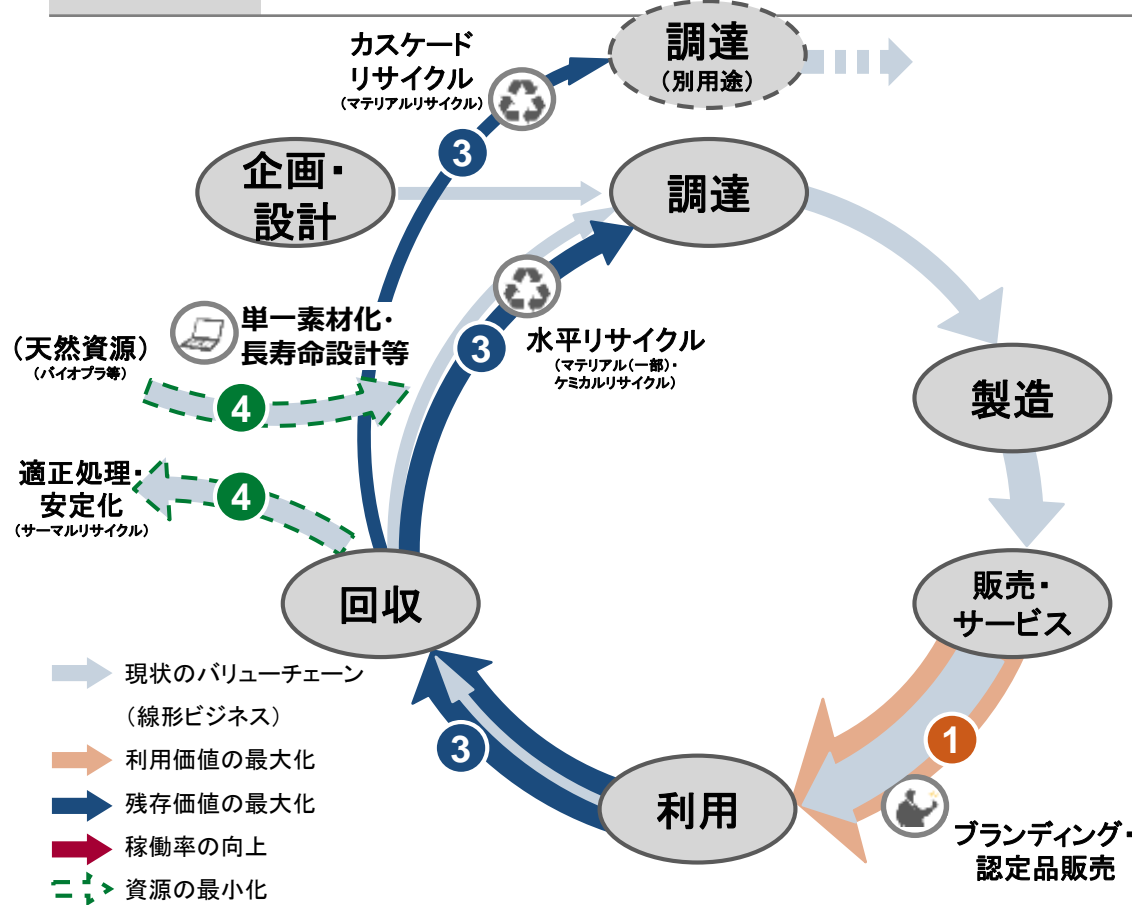 カスケード
リサイクル
（マテリアルリサイクル）
調達
（別用途）
3
企画・
設計
調達
単一素材化・
長寿命設計等
（天然資源）
（バイオプラ等）
3
水平リサイクル
（マテリアル（一部）・
ケミカルリサイクル）
4
製造
適正処理・
安定化
（サーマルリサイクル）
4
回収
販売・
サービス
現状のバリューチェーン
（線形ビジネス）
利用価値の最大化
残存価値の最大化
稼働率の向上
資源の最小化
3
利用
1
ブランディング・
認定品販売